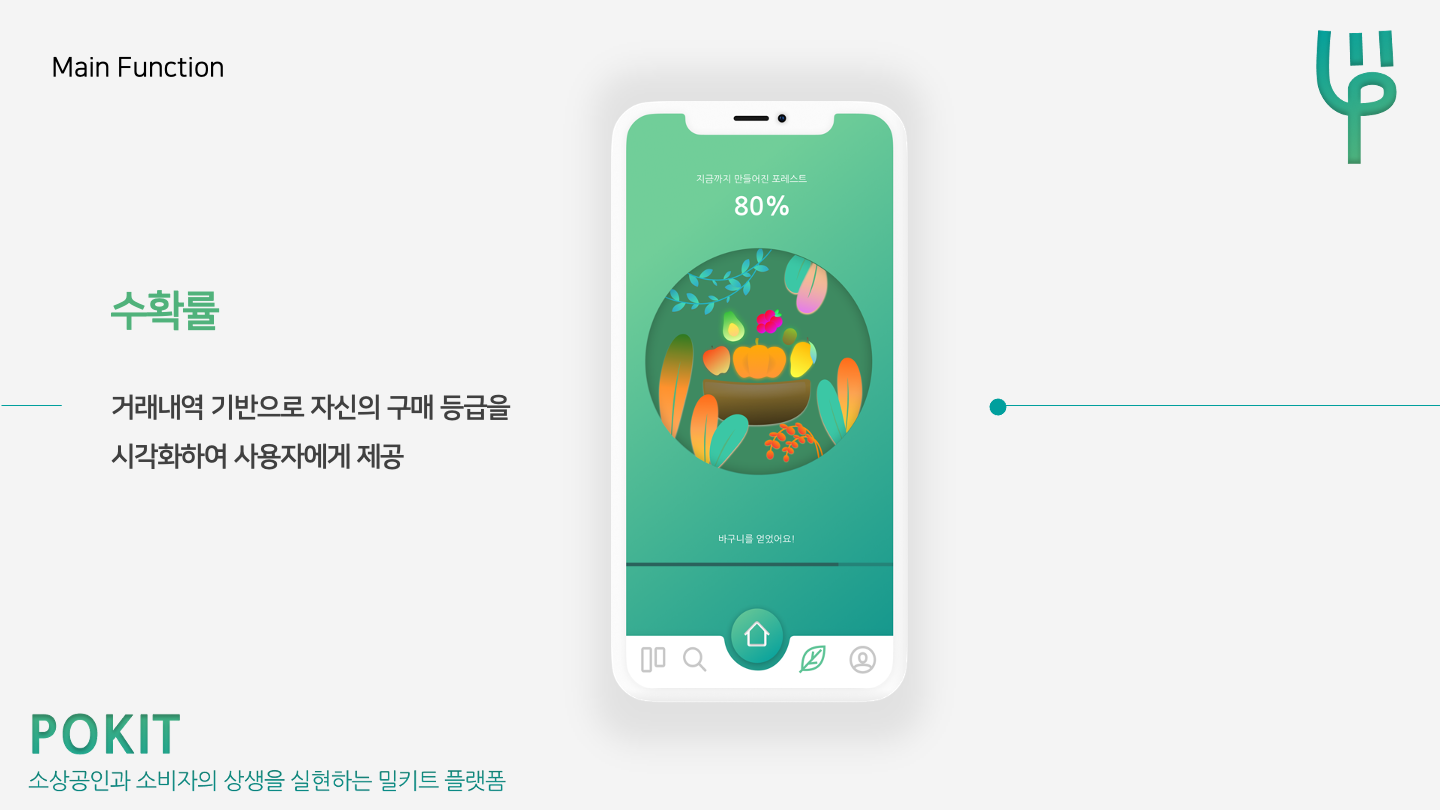 Main Function
지금까지 만들어진 포레스트
80%
수확률
거래내역 기반으로 자신의 구매 등급을
시각화하여 사용자에게 제공
바구니를 얻었어요!
POKIT
소상공인과 소비자의 상생을 실현하는 밀키트 플랫폼